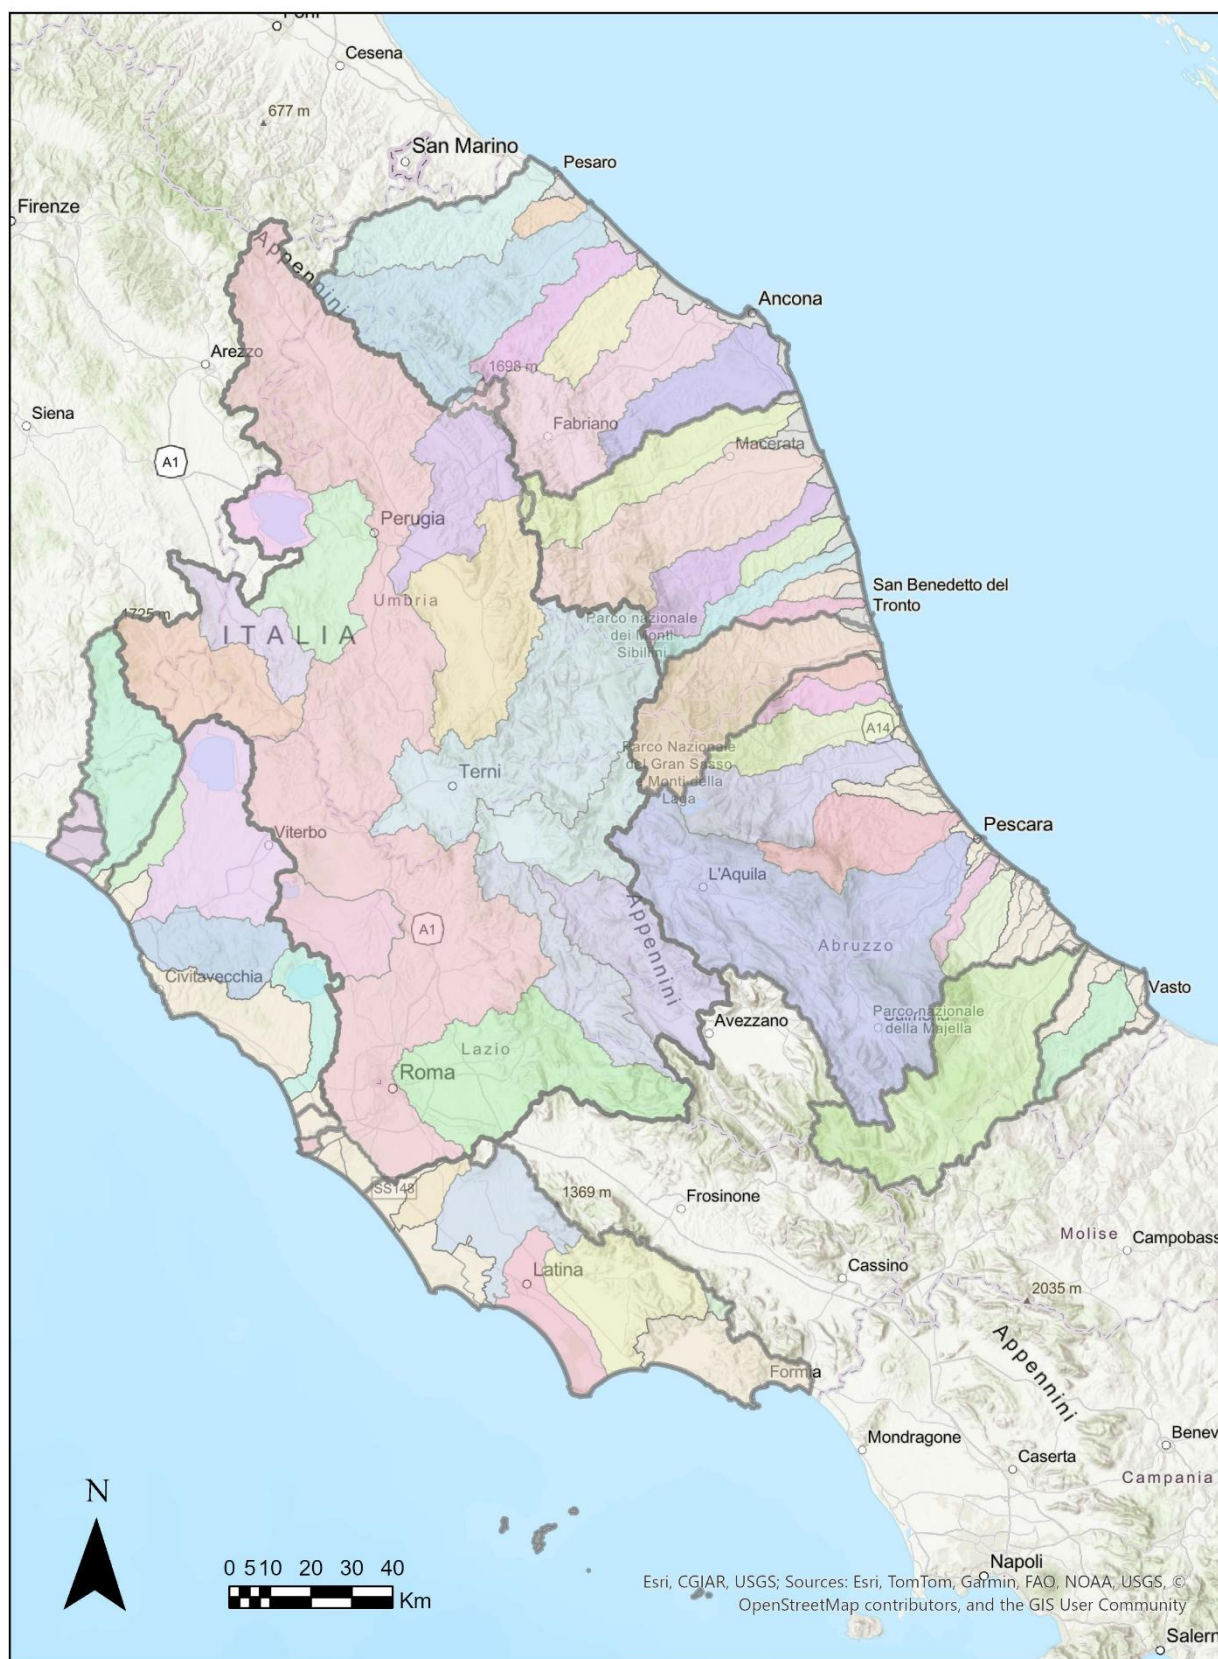 Cesena
677 m
San Marino
Pesaro
Firenze
Appennini
Ancona
Arezzo
1698 m
Siena
Fabriano
Macerata
A1
Perugia
Umbria
San Benedetto del
Tronto
1725 m
ITALIA
Parco nazionale
dei Monti
Sibillini
A14
Parco Nazionale
del Gran Sasso
e Monti della
Laga
Terni
Viterbo
Pescara
L'Aquila
Appennini
A1
Abruzzo
Civitavecchia
Vasto
Avezzano
Sulmona
Parco nazionale
della Majella
Lazio
Roma
SS148
1369 m
Frosinone
Molise
Campobass
Latina
Cassino
2035 m
Appennini
Formia
Mondragone
Caserta
Benev
Campania
N
0 5 10 20 30 40
Km
Napoli
Esri, CGIAR, USGS; Sources: Esri, TomTom, Garmin, FAO, NOAA, USGS, ©
OpenStreetMap contributors, and the GIS User Community
Salern